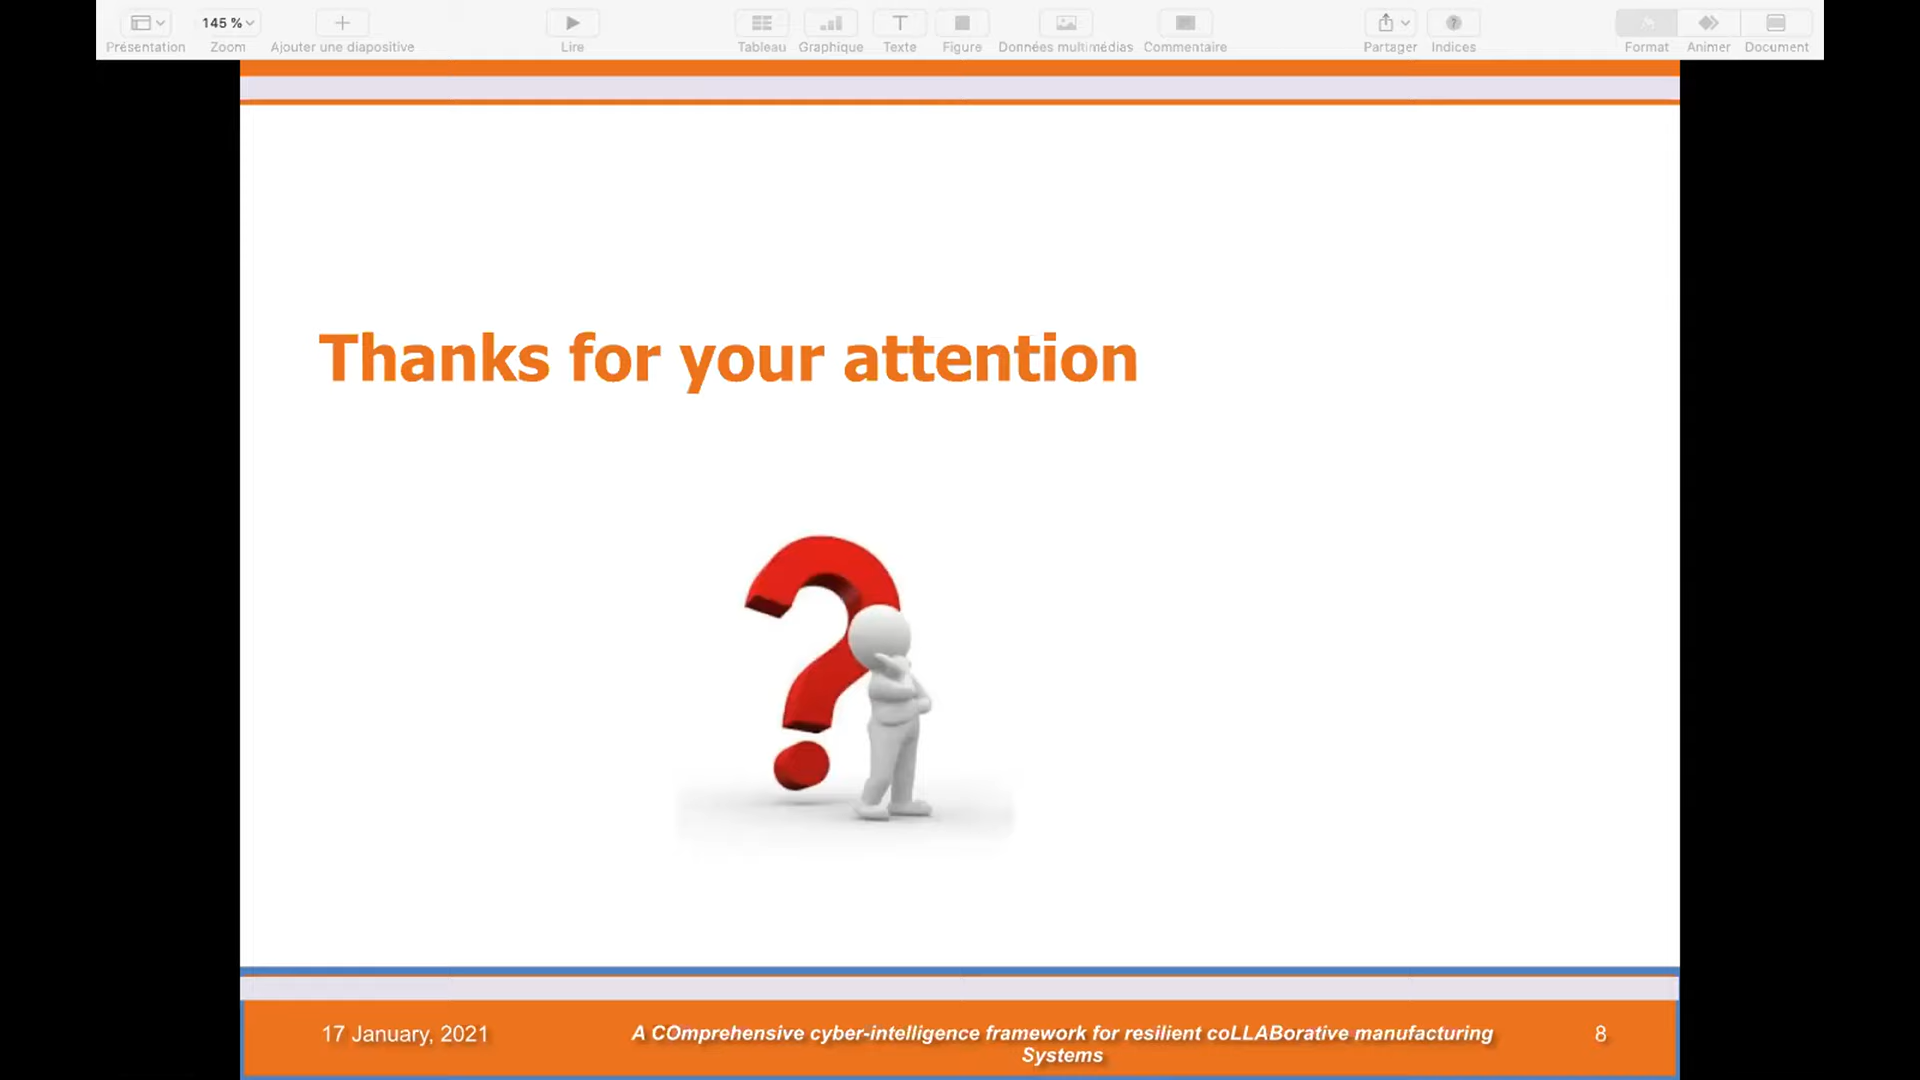 145 %
Présentation Zoom Ajouter une diapositive Lire Tableau Graphique Texte Figure Données multimédias Commentaire Partager Indices Format Animer Document
Thanks for your attention
17 January, 2021
A COmprehensive cyber-intelligence framework for resilient coLLABorative manufacturing
Systems
8